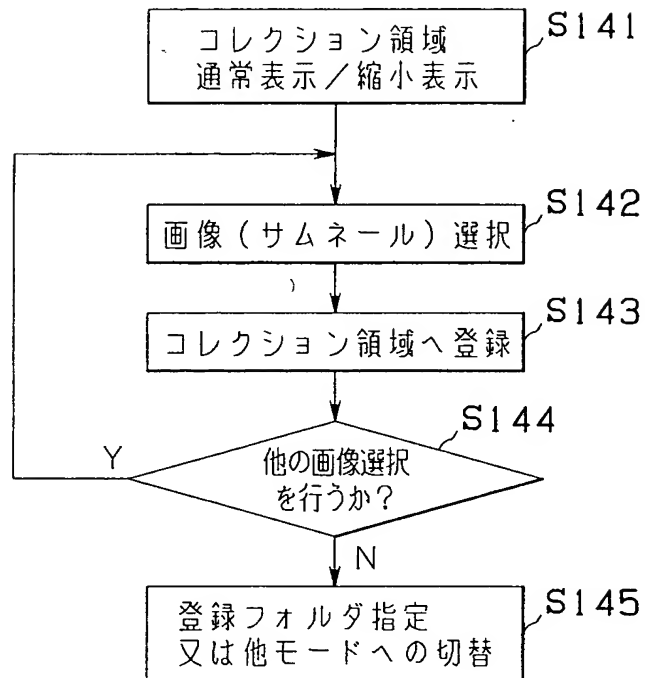 コレクション領域
通常表示/縮小表示
S141
画像(サムネール)選択
S142
コレクション領域へ登録
S143
他の画像選択
を行うか?
S144
Y
N
登録フォルダ指定
又は他モードへの切替
S145